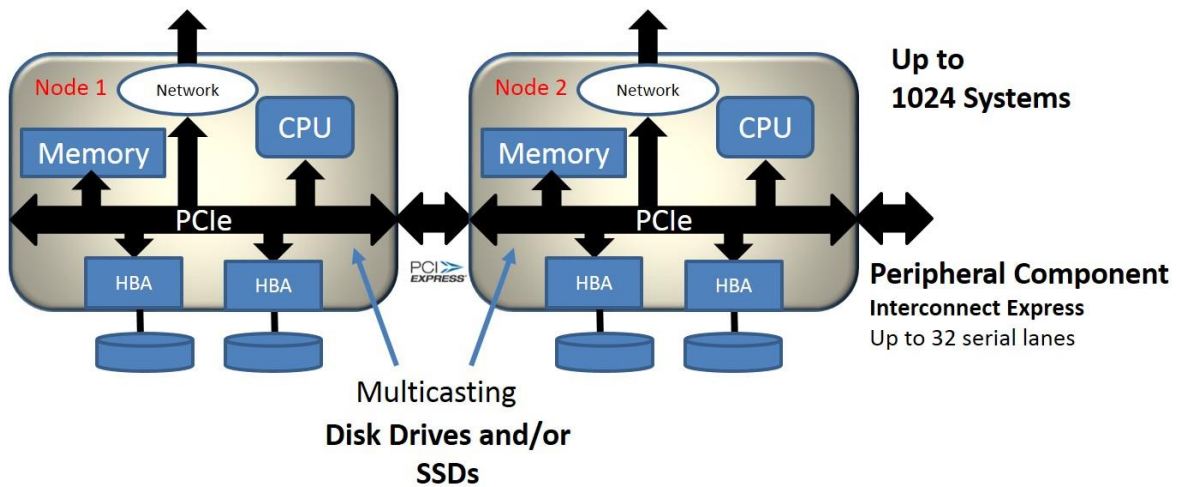 Node 1
Network
CPU
Memory
PCIe
HBA
HBA
Node 2
Network
CPU
Memory
PCIe
HBA
HBA
PCI
EXPRESS®
Up to
1024 Systems
Peripheral Component
Interconnect Express
Up to 32 serial lanes
Multicasting
Disk Drives and/or
SSDs